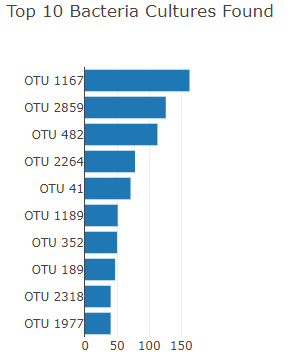 Top 10 Bacteria Cultures Found
OTU 1167
OTU 2859
OTU 482
OTU 2264
OTU 41
OTU 1189
OTU 352
OTU 189
OTU 2318
OTU 1977
0 50 100 150